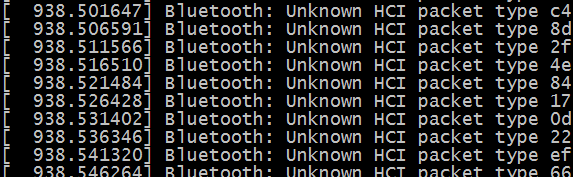 [  938.501647] Bluetooth: Unknown HCI packet type c4
[  938.506591] Bluetooth: Unknown HCI packet type 8d
[  938.511566] Bluetooth: Unknown HCI packet type 2f
[  938.516510] Bluetooth: Unknown HCI packet type 4e
[  938.521484] Bluetooth: Unknown HCI packet type 84
[  938.526428] Bluetooth: Unknown HCI packet type 17
[  938.531402] Bluetooth: Unknown HCI packet type 0d
[  938.536346] Bluetooth: Unknown HCI packet type 22
[  938.541320] Bluetooth: Unknown HCI packet type ef
[  938.546264] Bluetooth: Unknown HCI packet type 66